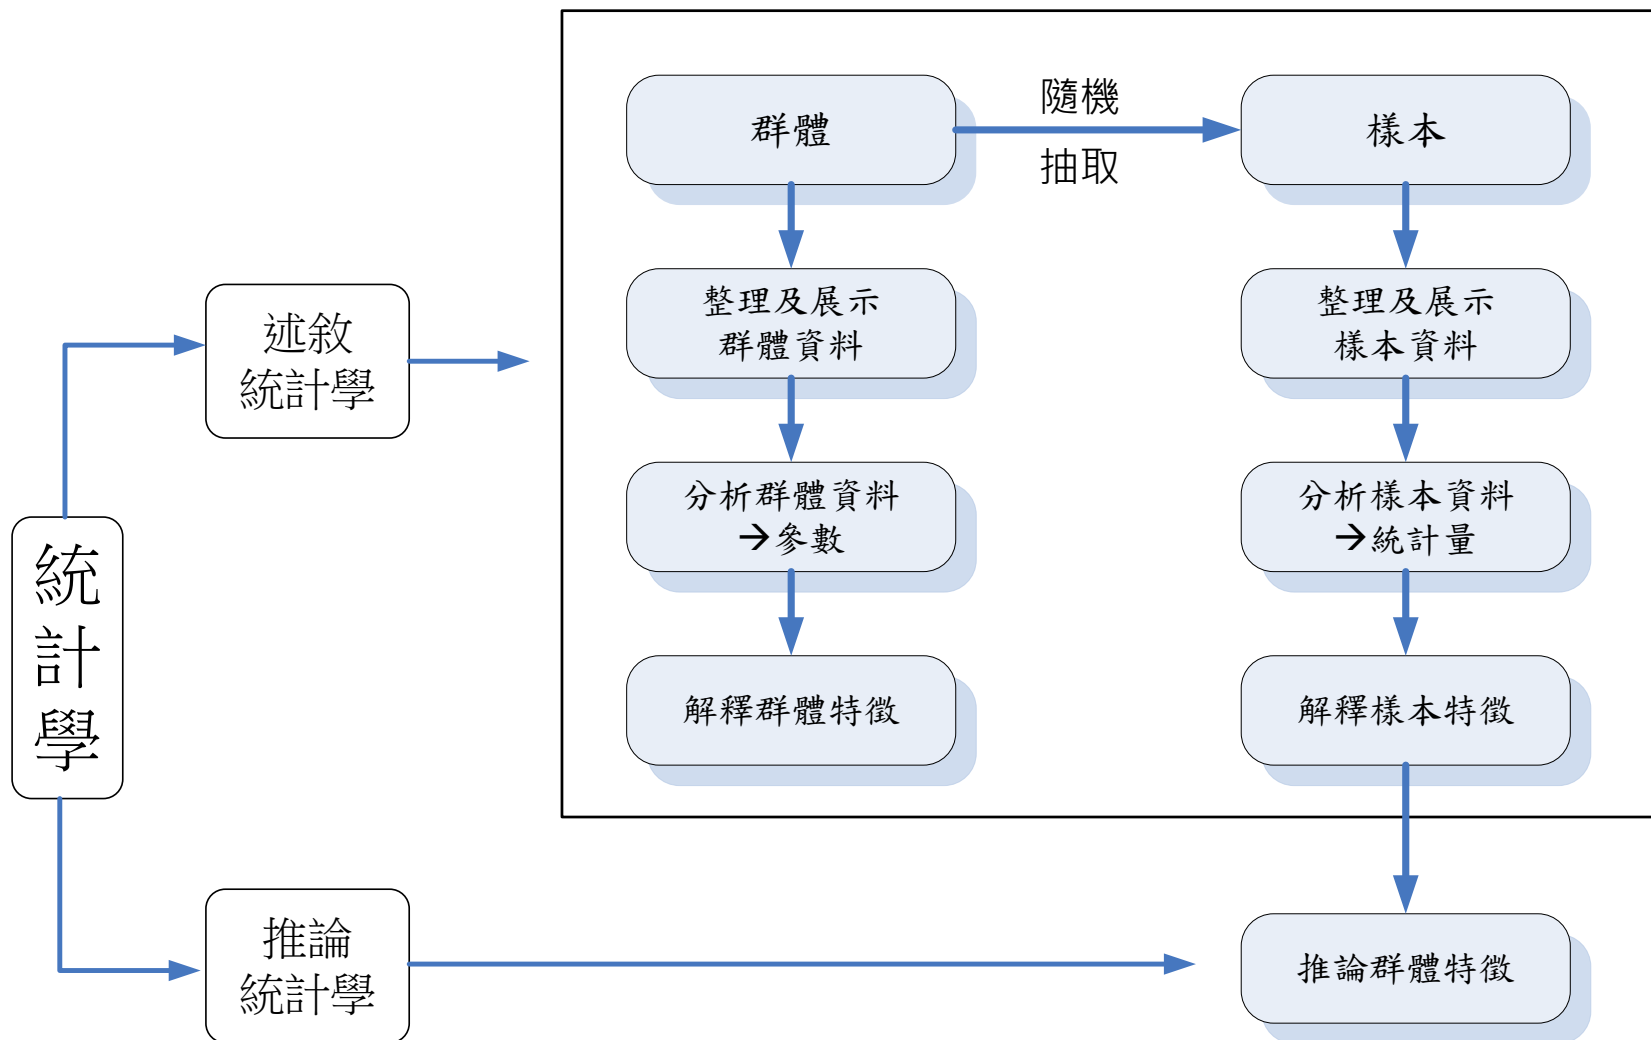 群體
隨機
抽取
樣本
整理及展示
群體資料
整理及展示
樣本資料
述敘
統計學
分析群體資料
→參數
分析樣本資料
→統計量
統
計
學
解釋群體特徵
解釋樣本特徵
推論
統計學
推論群體特徵